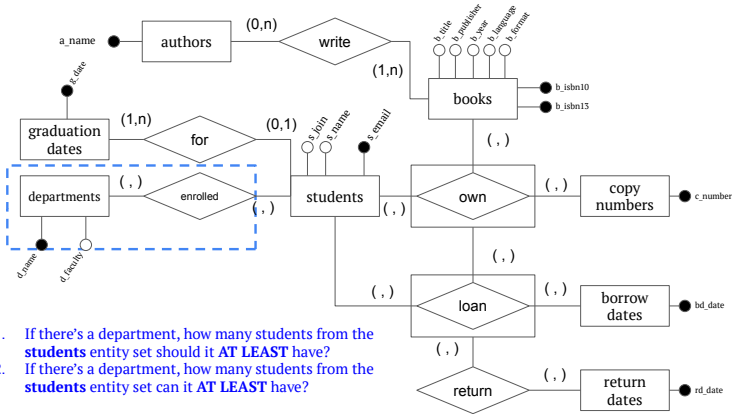 b_title
b_publisher
b_year
b_language
b_format
(0,n)
a_name
authors
write
(1,n)
g_date
b_isbn10
books
b_isbn13
graduation
dates
(1,n)
for
(0,1)
s_join
s_name
s_email
( , )
departments
( , )
enrolled
( , )
students
( , )
own
( , )
copy
numbers
c_number
d_name
d_faculty
( , )
( , )
loan
( , )
borrow
dates
bd_date
. If there's a department, how many students from the
students entity set should it AT LEAST have?
. If there's a department, how many students from the
students entity set can it AT LEAST have?
( , )
return
( , )
return
dates
rd_date